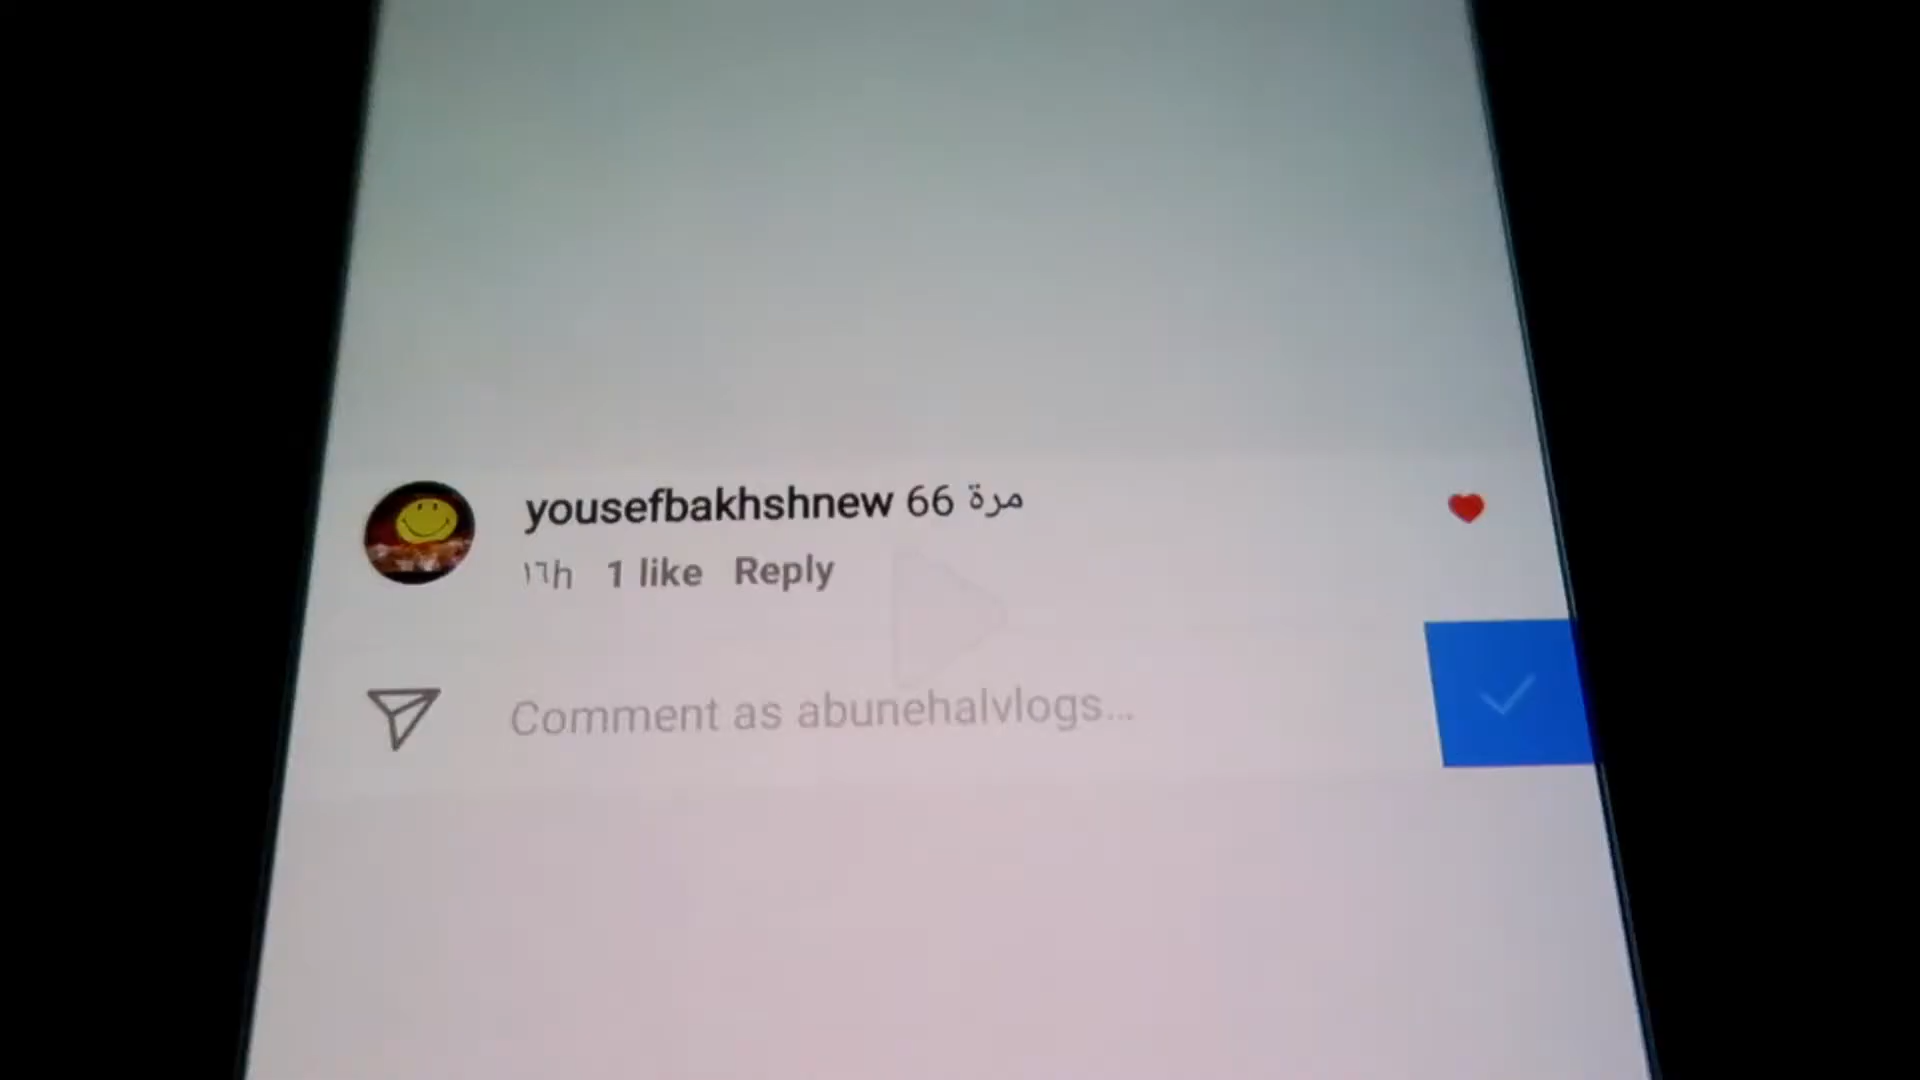 yousefbakhshnew 66 مرة
١٦h 1 like Reply
Comment as abunehalvlogs...